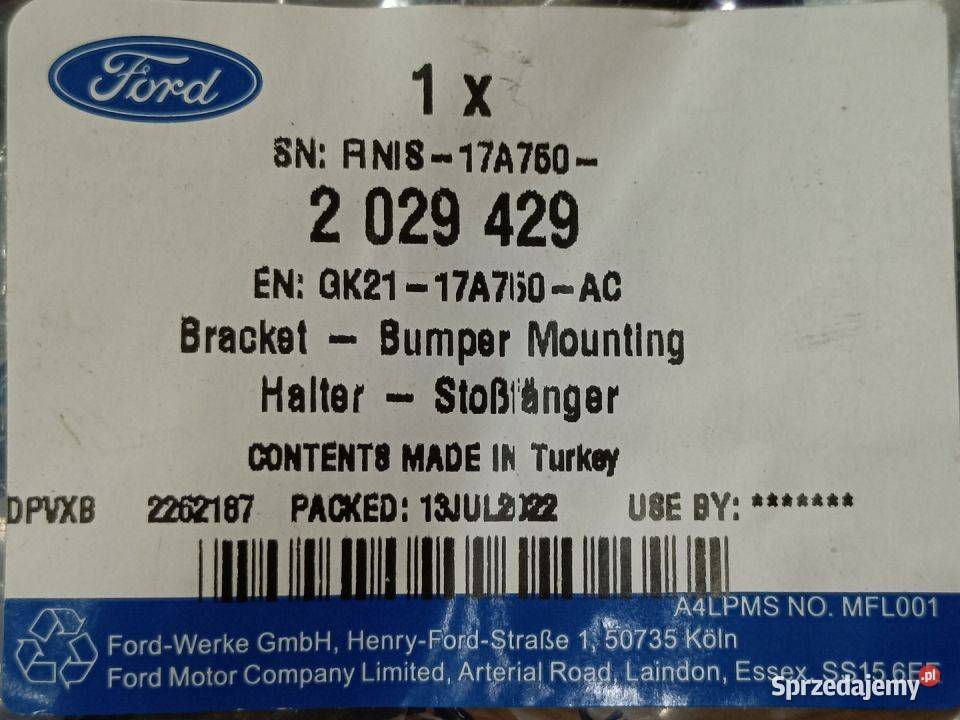 Ford
1 x
SN: FINIS-17A750-
2 029 429
EN: GK21-17A750-AC
Bracket - Bumper Mounting
Halter - Stoßfänger
CONTENTS MADE IN Turkey
DPVXB 2262187 PACKED: 13JUL2022 USE BY: *******
A4LPMS NO. MFL001
Ford-Werke GmbH, Henry-Ford-Straße 1, 50735 Köln
Ford Motor Company Limited, Arterial Road, Laindon, Essex. SS15
Sprzedajemy.pl